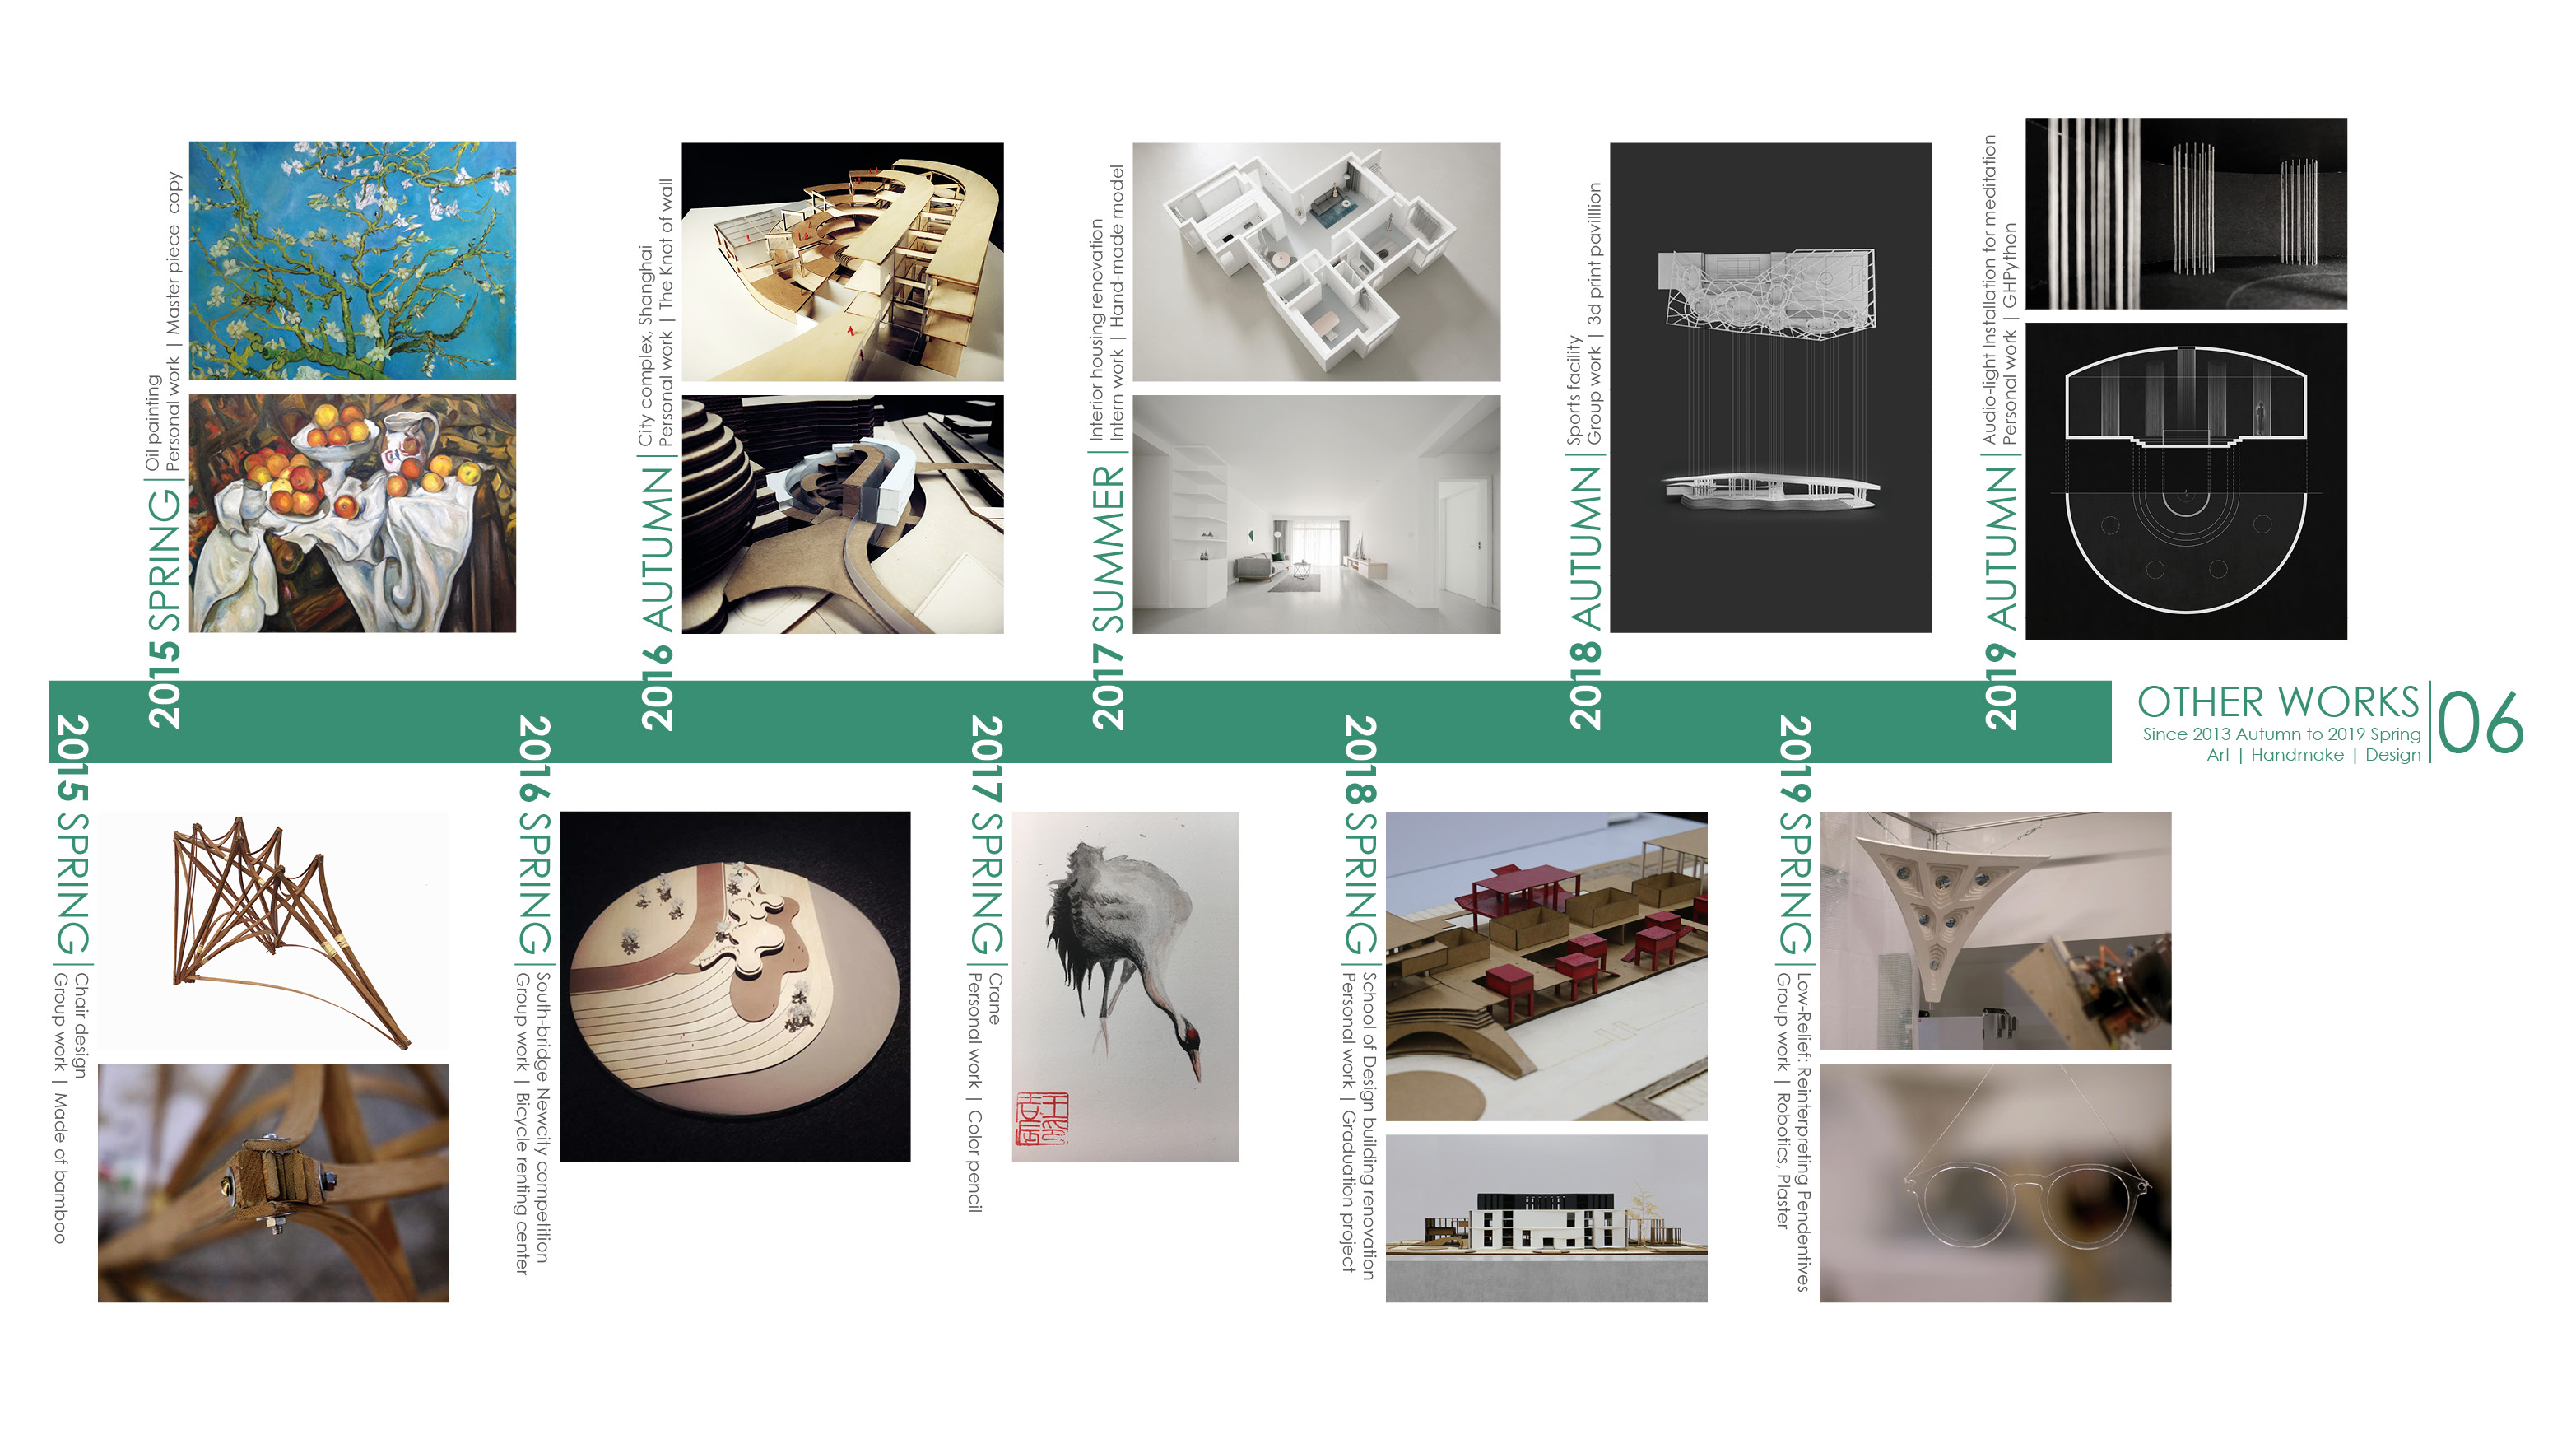 2015 SPRING
Oil painting
Personal work | Master piece copy
2016 AUTUMN
City complex, Shanghai
Personal work | The Knot of wall
2017 SUMMER
Interior housing renovation
Intern work | Hand-made model
2018 AUTUMN
Sports facility
Group work | 3d print pavillion
2019 AUTUMN
Audio-light Installation for meditation
Personal work | GHPython
OTHER WORKS
Since 2013 Autumn to 2019 Spring
Art | Handmake | Design
06
2015 SPRING
Chair design
Group work | Made of bamboo
2016 SPRING
South-bridge Newcity competition
Group work | Bicycle renting center
2017 SPRING
Crane
Personal work | Color pencil
2018 SPRING
School of Design building renovation
Personal work | Graduation project
2019 SPRING
Low-Relief: Reinterpreting Pendentives
Group work | Robotics, Plaster